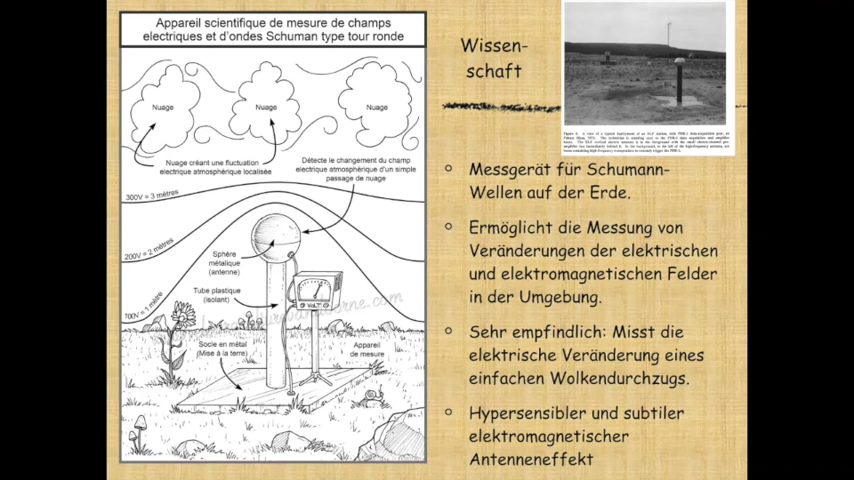 Appareil scientifique de mesure de champs
electriques et d'ondes Schuman type tour ronde
Nuage
Nuage
Nuage
Nuage créant une fluctuation
electrique atmosphérique localisée
Détecte le changement du champ
electrique atmosphérique d'un simple
passage de nuage
300V = 3 mètres
200V = 2 mètres
100V = 1 mètre
Sphère
métalique
(antenne)
Tube plastique
(isolant)
VOLT
Socle en métal
(Mise à la terre)
Appareil
de mesure
Wissen-
schaft
Messgerät für Schumann-
Wellen auf der Erde.
Ermöglicht die Messung von
Veränderungen der elektrischen
und elektromagnetischen Felder
in der Umgebung.
Sehr empfindlich: Misst die
elektrische Veränderung eines
einfachen Wolkendurchzugs.
Hypersensibler und subtiler
elektromagnetischer
Antenneneffekt